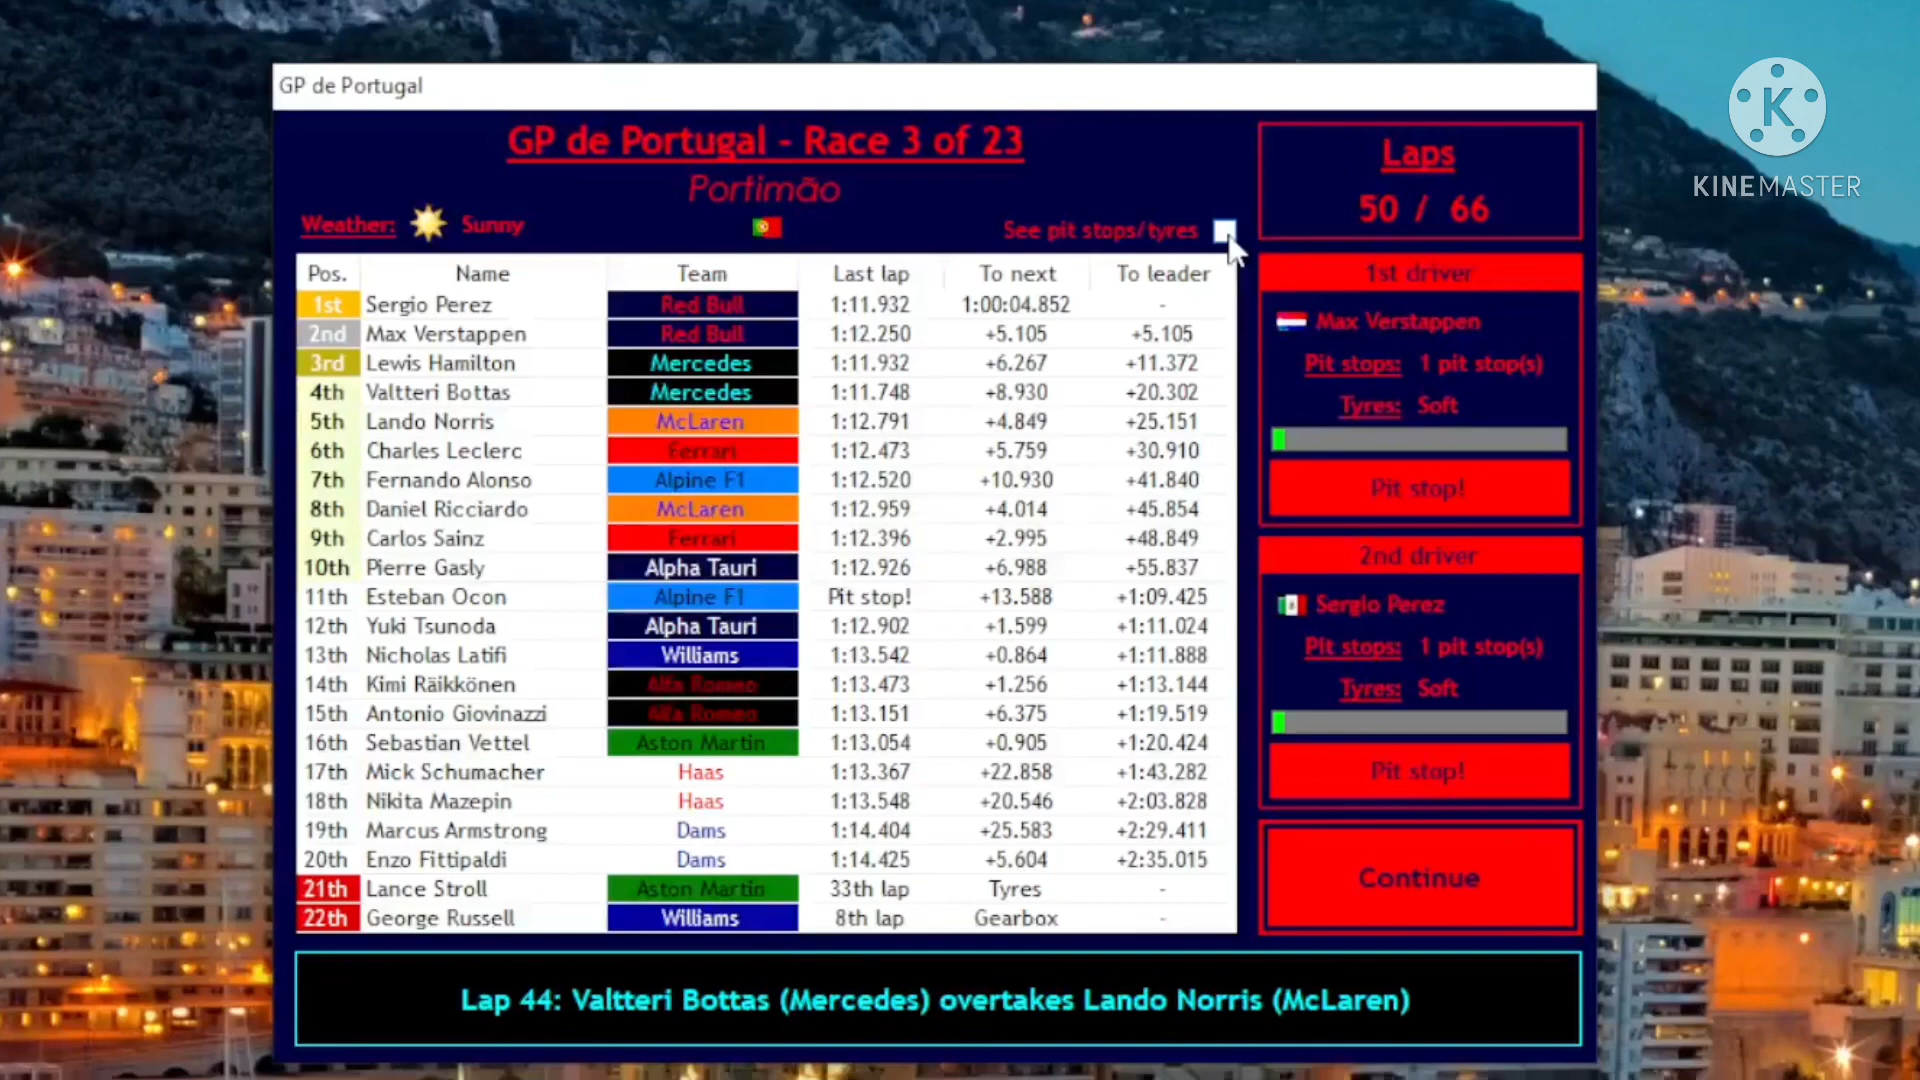 GP de Portugal
GP de Portugal - Race 3 of 23
Portimão
Weather: Sunny
See pit stops/tyres
Pos. Name Team Last lap To next To leader
1st Sergio Perez Red Bull 1:11.932 1:00:04.852 -
2nd Max Verstappen Red Bull 1:12.250 +5.105 +5.105
3rd Lewis Hamilton Mercedes 1:11.932 +6.267 +11.372
4th Valtteri Bottas Mercedes 1:11.748 +8.930 +20.302
5th Lando Norris McLaren 1:12.791 +4.849 +25.151
6th Charles Leclerc Ferrari 1:12.473 +5.759 +30.910
7th Fernando Alonso Alpine F1 1:12.520 +10.930 +41.840
8th Daniel Ricciardo McLaren 1:12.959 +4.014 +45.854
9th Carlos Sainz Ferrari 1:12.396 +2.995 +48.849
10th Pierre Gasly Alpha Tauri 1:12.926 +6.988 +55.837
11th Esteban Ocon Alpine F1 Pit stop! +13.588 +1:09.425
12th Yuki Tsunoda Alpha Tauri 1:12.902 +1.599 +1:11.024
13th Nicholas Latifi Williams 1:13.542 +0.864 +1:11.888
14th Kimi Räikkönen Alfa Romeo 1:13.473 +1.256 +1:13.144
15th Antonio Giovinazzi Alfa Romeo 1:13.151 +6.375 +1:19.519
16th Sebastian Vettel Aston Martin 1:13.054 +0.905 +1:20.424
17th Mick Schumacher Haas 1:13.367 +22.858 +1:43.282
18th Nikita Mazepin Haas 1:13.548 +20.546 +2:03.828
19th Marcus Armstrong Dams 1:14.404 +25.583 +2:29.411
20th Enzo Fittipaldi Dams 1:14.425 +5.604 +2:35.015
21th Lance Stroll Aston Martin 33th lap Tyres -
22th George Russell Williams 8th lap Gearbox -
Laps
50 / 66
1st driver
Max Verstappen
Pit stops: 1 pit stop(s)
Tyres: Soft
Pit stop!
2nd driver
Sergio Perez
Pit stops: 1 pit stop(s)
Tyres: Soft
Pit stop!
Continue
Lap 44: Valtteri Bottas (Mercedes) overtakes Lando Norris (McLaren)
K
KINEMASTER